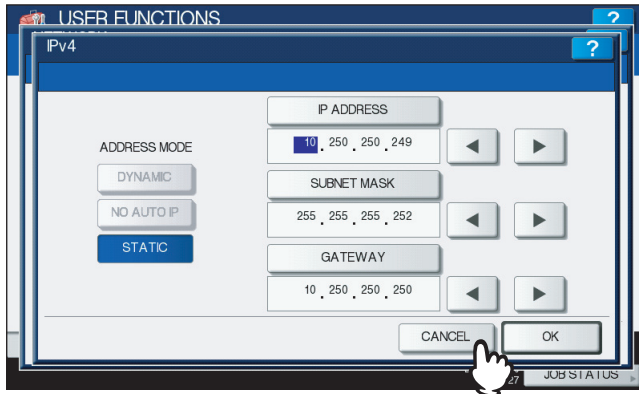 USER FUNCTIONS
?
IPv4
?
IP ADDRESS
ADDRESS MODE
10 . 250 . 250 . 249
DYNAMIC
SUBNET MASK
NO AUTO IP
255 . 255 . 255 . 252
STATIC
GATEWAY
10 . 250 . 250 . 250
CANCEL
OK
27
JOB STATUS